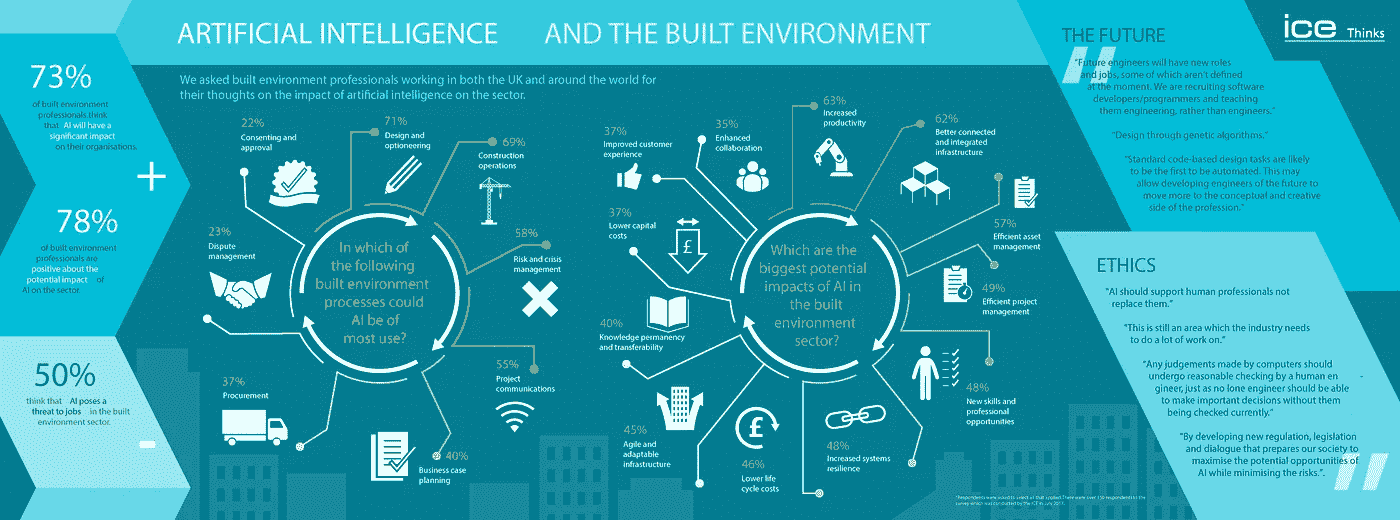 ARTIFICIAL INTELLIGENCE AND THE BUILT ENVIRONMENT
ice Thinks
We asked built environment professionals working in both the UK and around the world for
their thoughts on the impact of artificial intelligence on the sector.
73%
of built environment
professionals think
that AI will have a
significant impact
on their organisations.
+
78%
of built environment
professionals are
positive about the
potential impact of
AI on the sector.
50%
think that AI poses a
threat to jobs in the built
environment sector.
-
In which of
the following
built environment
processes could
AI be of
most use?
71%
Design and
optioneering
69%
Construction
operations
58%
Risk and crisis
management
55%
Project
communications
40%
Business case
planning
37%
Procurement
23%
Dispute
management
22%
Consenting and
approval
Which are the
biggest potential
impacts of AI in
the built
environment
sector?
63%
Increased
productivity
62%
Better connected
and integrated
infrastructure
57%
Efficient asset
management
49%
Efficient project
management
48%
New skills and
professional
opportunities
48%
Increased systems
resilience
£
46%
Lower life
cycle costs
45%
Agile and
adaptable
infrastructure
40%
Knowledge permanency
and transferability
£
37%
Lower capital
costs
37%
Improved customer
experience
35%
Enhanced
collaboration
THE FUTURE
"Future engineers will have new roles
and jobs, some of which aren't defined
at the moment. We are recruiting software
developers/programmers and teaching
them engineering, rather than engineers."
"Design through genetic algorithms."
"Standard code-based design tasks are likely
to be the first to be automated. This may
allow developing engineers of the future to
move more to the conceptual and creative
side of the profession."
ETHICS
"AI should support human professionals not
replace them."
"This is still an area which the industry needs
to do a lot of work on."
"Any judgements made by computers should
undergo reasonable checking by a human en -
gineer, just as no lone engineer should be able
to make important decisions without them
being checked currently."
"By developing new regulation, legislation
and dialogue that prepares our society to
maximise the potential opportunities of
AI while minimising the risks.".
*Respondents were asked to select all that applied. There were over 150 respondents to the
survey which was conducted by the ICE in July 2017.